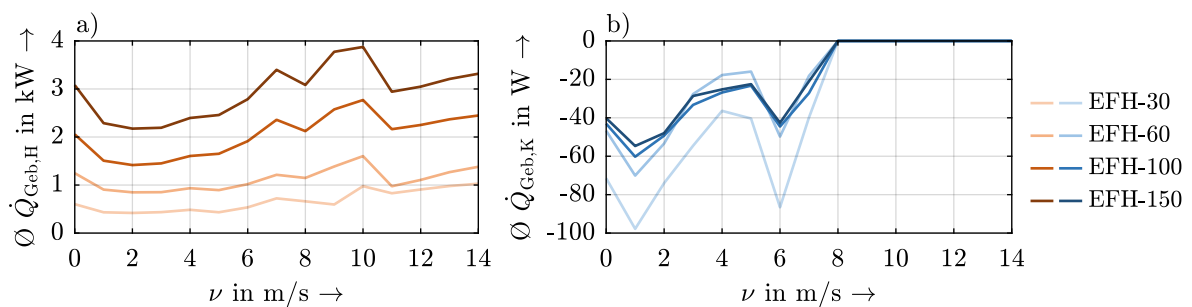 a)
Ø Q̇_Geb,H in kW →
4
3
2
1
0
0 2 4 6 8 10 12 14
ν in m/s →
b)
Ø Q̇_Geb,K in W →
0
-20
-40
-60
-80
-100
0 2 4 6 8 10 12 14
ν in m/s →
EFH-30
EFH-60
EFH-100
EFH-150